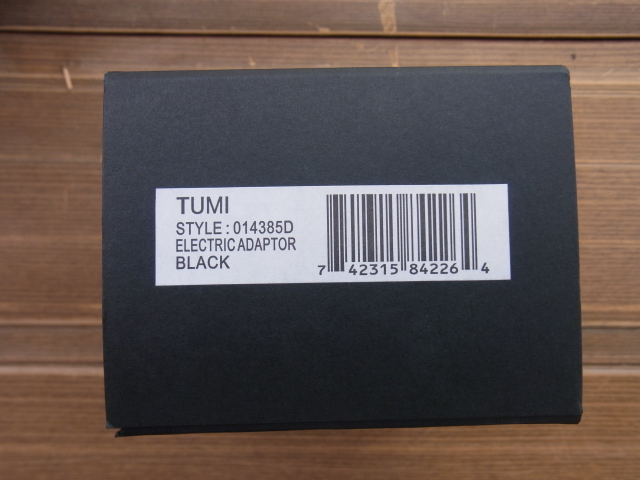 TUMI
STYLE : 014385D
ELECTRIC ADAPTOR
BLACK
7 42315 84226 4